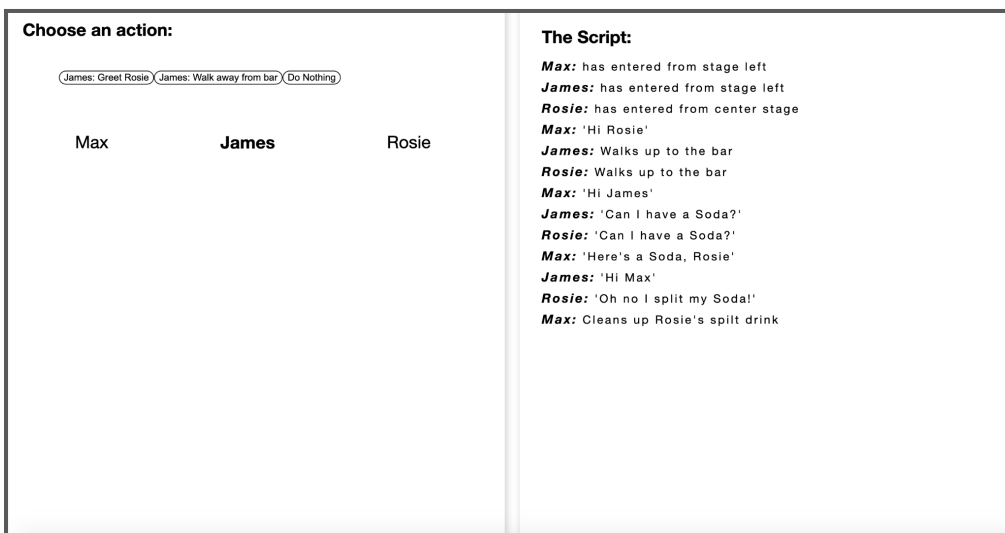 Choose an action:
James: Greet Rosie James: Walk away from bar Do Nothing
Max James Rosie
The Script:
Max: has entered from stage left
James: has entered from stage left
Rosie: has entered from center stage
Max: 'Hi Rosie'
James: Walks up to the bar
Rosie: Walks up to the bar
Max: 'Hi James'
James: 'Can I have a Soda?'
Rosie: 'Can I have a Soda?'
Max: 'Here's a Soda, Rosie'
James: 'Hi Max'
Rosie: 'Oh no I split my Soda!'
Max: Cleans up Rosie's spilt drink